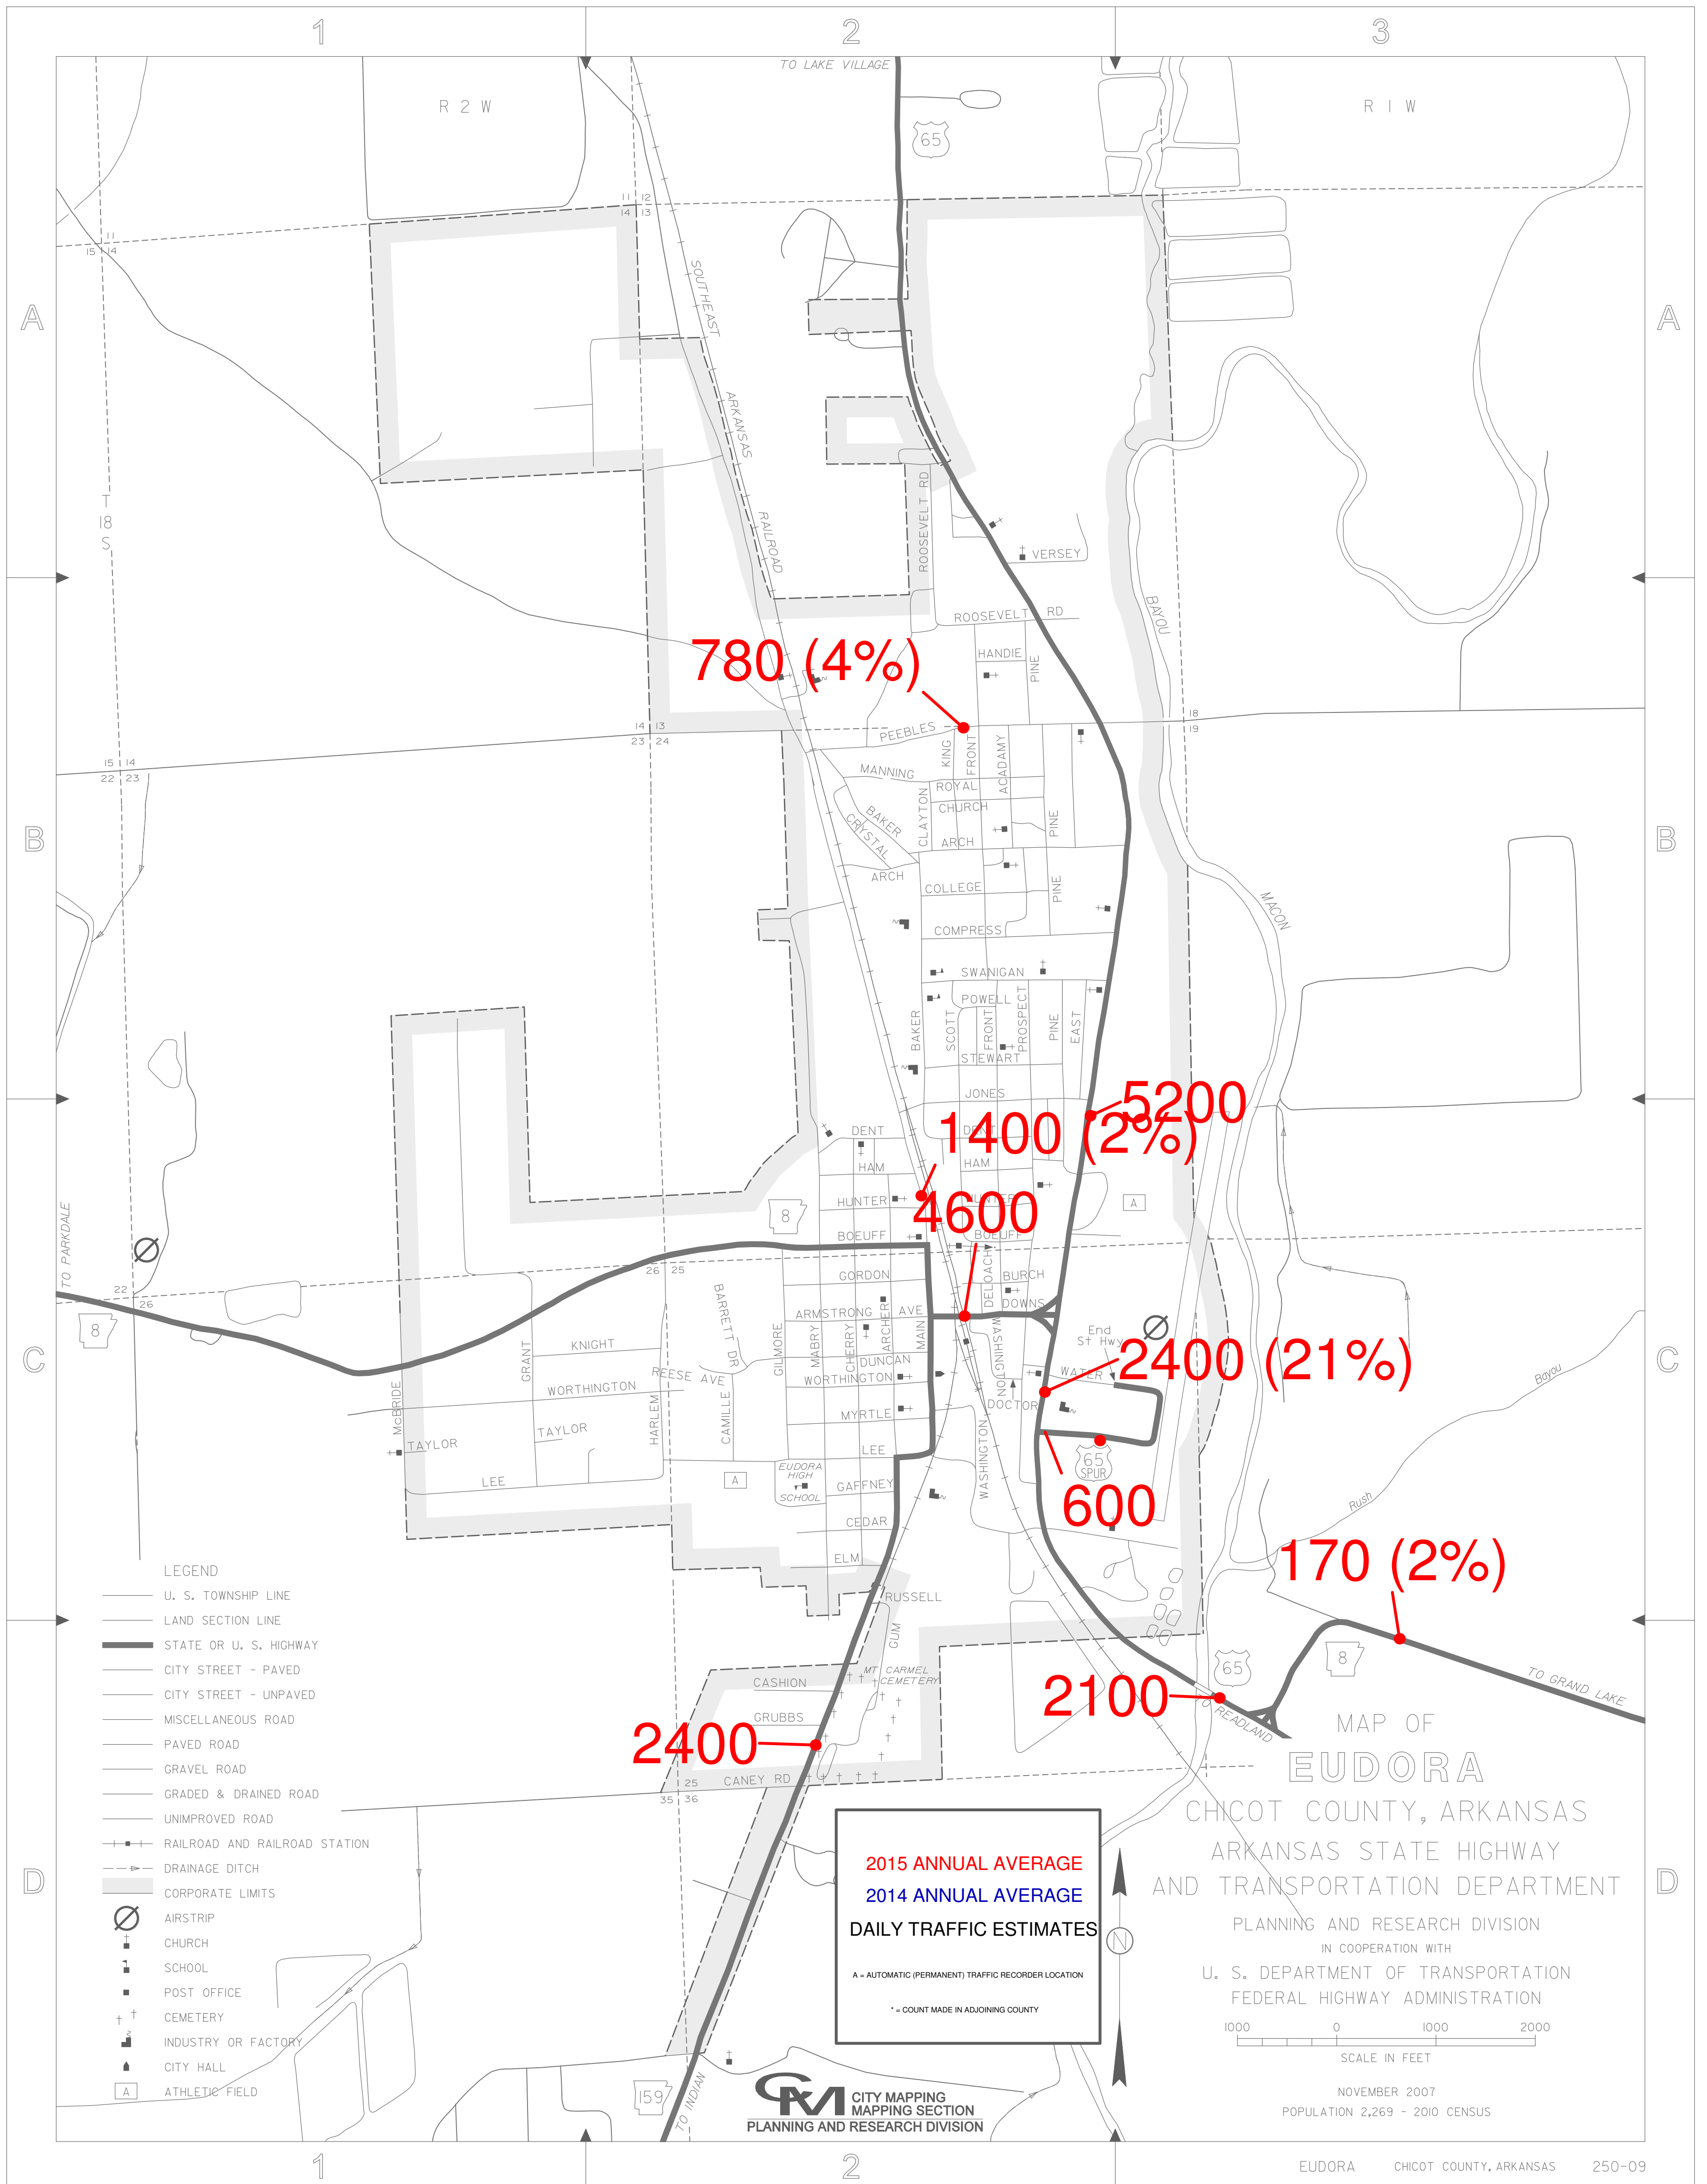 1
2
3
TO LAKE VILLAGE
R 2 W
R 1 W
65
11
12
14
13
11
15
14
SOUTHEAST
A
A
ARKANSAS
ROOSEVELT RD
T
18
S
RAILROAD
VERSEY
BAYOU
ROOSEVELT RD
780 (4%)
HANDIE
PINE
14
13
23
24
18
19
PEEBLES
KING
FRONT
ACADAMY
15
14
22
23
MANNING
ROYAL
CLAYTON
CHURCH
BAKER
CRYSTAL
PINE
B
B
ARCH
ARCH
COLLEGE
PINE
MACON
COMPRESS
SWANIGAN
POWELL
BAKER
SCOTT
FRONT
PROSPECT
PINE
EAST
STEWART
JONES
5200
1400 (2%)
DENT
DENT
HAM
HAM
HUNTER
HUNTER
4600
A
8
BOEUFF
BOEUFF
TO PARKDALE
26
25
GORDON
DELOACH
BURCH
22
26
DOWNS
8
BARRETT DR
ARMSTRONG AVE
End
St Hwy
C
C
GRANT
KNIGHT
GILMORE
MABRY
CHERRY
ARCHER
MAIN
WASHINGTON
2400 (21%)
REESE AVE
DUNCAN
WATER
WORTHINGTON
WORTHINGTON
DOCTOR
Bayou
McBRIDE
HARLEM
CAMILLE
MYRTLE
TAYLOR
TAYLOR
LEE
WASHINGTON
65
SPUR
LEE
A
EUDORA
HIGH
SCHOOL
GAFFNEY
600
Rush
CEDAR
ELM
170 (2%)
RUSSELL
GUM
LEGEND
U. S. TOWNSHIP LINE
LAND SECTION LINE
STATE OR U. S. HIGHWAY
CITY STREET - PAVED
CITY STREET - UNPAVED
MISCELLANEOUS ROAD
PAVED ROAD
GRAVEL ROAD
GRADED & DRAINED ROAD
UNIMPROVED ROAD
RAILROAD AND RAILROAD STATION
DRAINAGE DITCH
CORPORATE LIMITS
AIRSTRIP
CHURCH
SCHOOL
POST OFFICE
CEMETERY
INDUSTRY OR FACTORY
CITY HALL
A
ATHLETIC FIELD
65
8
TO GRAND LAKE
CASHION
MT CARMEL
CEMETERY
2100
GRUBBS
TO READLAND
2400
CANEY RD
25
35
36
MAP OF
EUDORA
CHICOT COUNTY, ARKANSAS
ARKANSAS STATE HIGHWAY
AND TRANSPORTATION DEPARTMENT
PLANNING AND RESEARCH DIVISION
IN COOPERATION WITH
U. S. DEPARTMENT OF TRANSPORTATION
FEDERAL HIGHWAY ADMINISTRATION
1000
0
1000
2000
SCALE IN FEET
NOVEMBER 2007
POPULATION 2,269 - 2010 CENSUS
D
D
2015 ANNUAL AVERAGE
2014 ANNUAL AVERAGE
DAILY TRAFFIC ESTIMATES
A = AUTOMATIC (PERMANENT) TRAFFIC RECORDER LOCATION
* = COUNT MADE IN ADJOINING COUNTY
N
159
TO INDIAN
CM
CITY MAPPING
MAPPING SECTION
PLANNING AND RESEARCH DIVISION
1
2
EUDORA
CHICOT COUNTY, ARKANSAS
250-09